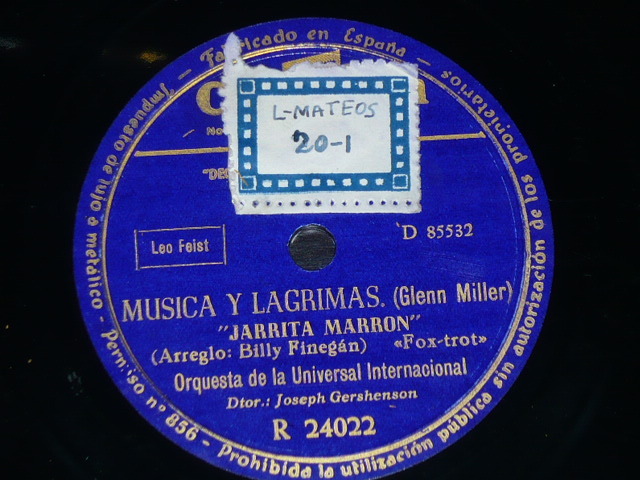 Fabricado en España
L-MATEOS
20-1
D 85532
Leo Feist
MUSICA Y LAGRIMAS. (Glenn Miller)
"JARRITA MARRON"
(Arreglo: Billy Finegán) «Fox-trot»
Orquesta de la Universal Internacional
Dtor.: Joseph Gershenson
R 24022
Impuesto de lujo a metálico - Permiso nº 856 - Prohibida la utilización pública sin autorización de los propietarios -